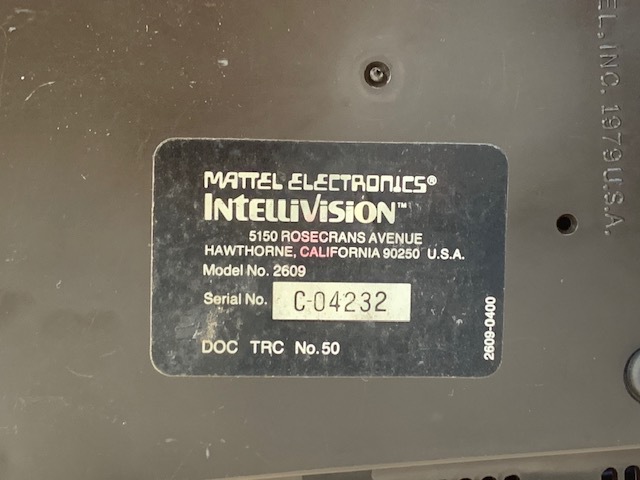 MATTEL ELECTRONICS®
INTELLIVISION™
5150 ROSECRANS AVENUE
HAWTHORNE, CALIFORNIA 90250 U.S.A.
Model No. 2609
Serial No. C-04232
DOC TRC No. 50
2609-0400
EL, INC. 1979 U.S.A.